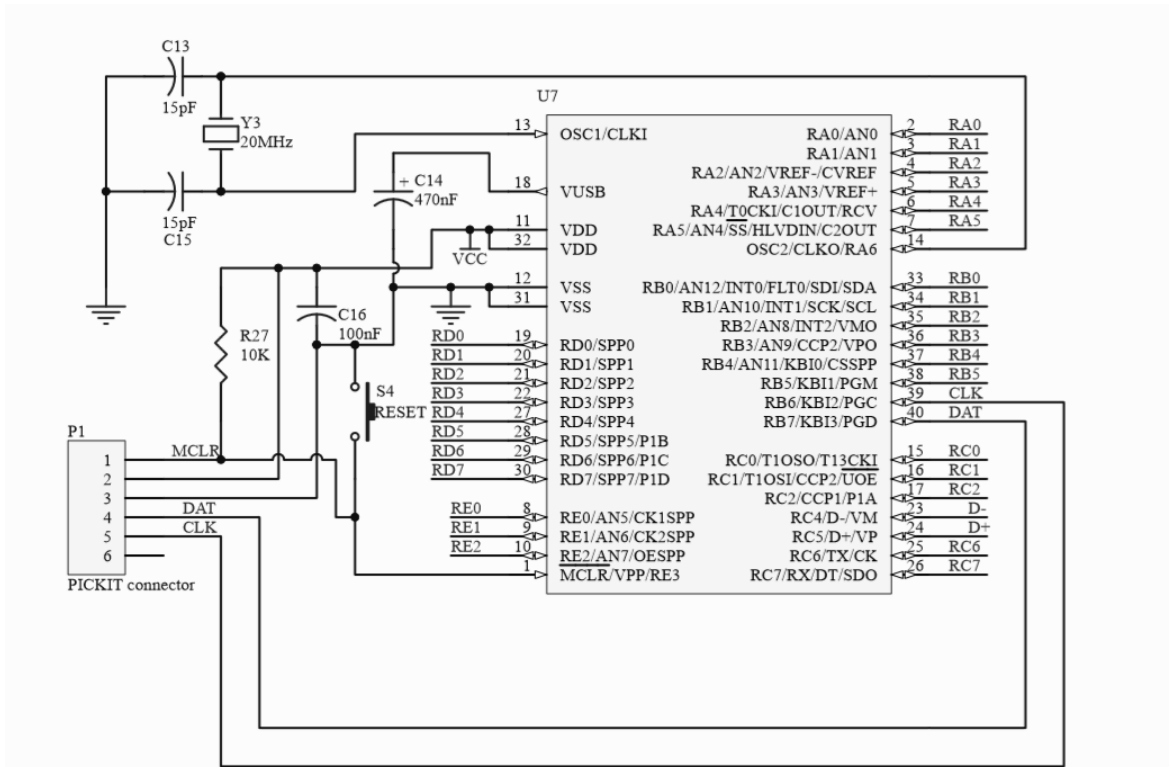 C13
15pF
Y3
20MHz
15pF
C15
+ C14
470nF
VCC
C16
100nF
R27
10K
S4
RESET
P1
1 MCLR
2
3
4 DAT
5 CLK
6
PICKIT connector
U7
13 OSC1/CLKI
18 VUSB
11 VDD
32 VDD
12 VSS
31 VSS
RD0 19 RD0/SPP0
RD1 20 RD1/SPP1
RD2 21 RD2/SPP2
RD3 22 RD3/SPP3
RD4 27 RD4/SPP4
RD5 28 RD5/SPP5/P1B
RD6 29 RD6/SPP6/P1C
RD7 30 RD7/SPP7/P1D
RE0 8 RE0/AN5/CK1SPP
RE1 9 RE1/AN6/CK2SPP
RE2 10 RE2/AN7/OESPP
1 MCLR/VPP/RE3
RA0/AN0 2 RA0
RA1/AN1 3 RA1
RA2/AN2/VREF-/CVREF 4 RA2
RA3/AN3/VREF+ 5 RA3
RA4/T0CKI/C1OUT/RCV 6 RA4
RA5/AN4/SS/HLVDIN/C2OUT 7 RA5
OSC2/CLKO/RA6 14
RB0/AN12/INT0/FLT0/SDI/SDA 33 RB0
RB1/AN10/INT1/SCK/SCL 34 RB1
RB2/AN8/INT2/VMO 35 RB2
RB3/AN9/CCP2/VPO 36 RB3
RB4/AN11/KBI0/CSSPP 37 RB4
RB5/KBI1/PGM 38 RB5
RB6/KBI2/PGC 39 CLK
RB7/KBI3/PGD 40 DAT
RC0/T1OSO/T13CKI 15 RC0
RC1/T1OSI/CCP2/UOE 16 RC1
RC2/CCP1/P1A 17 RC2
RC4/D-/VM 23 D-
RC5/D+/VP 24 D+
RC6/TX/CK 25 RC6
RC7/RX/DT/SDO 26 RC7